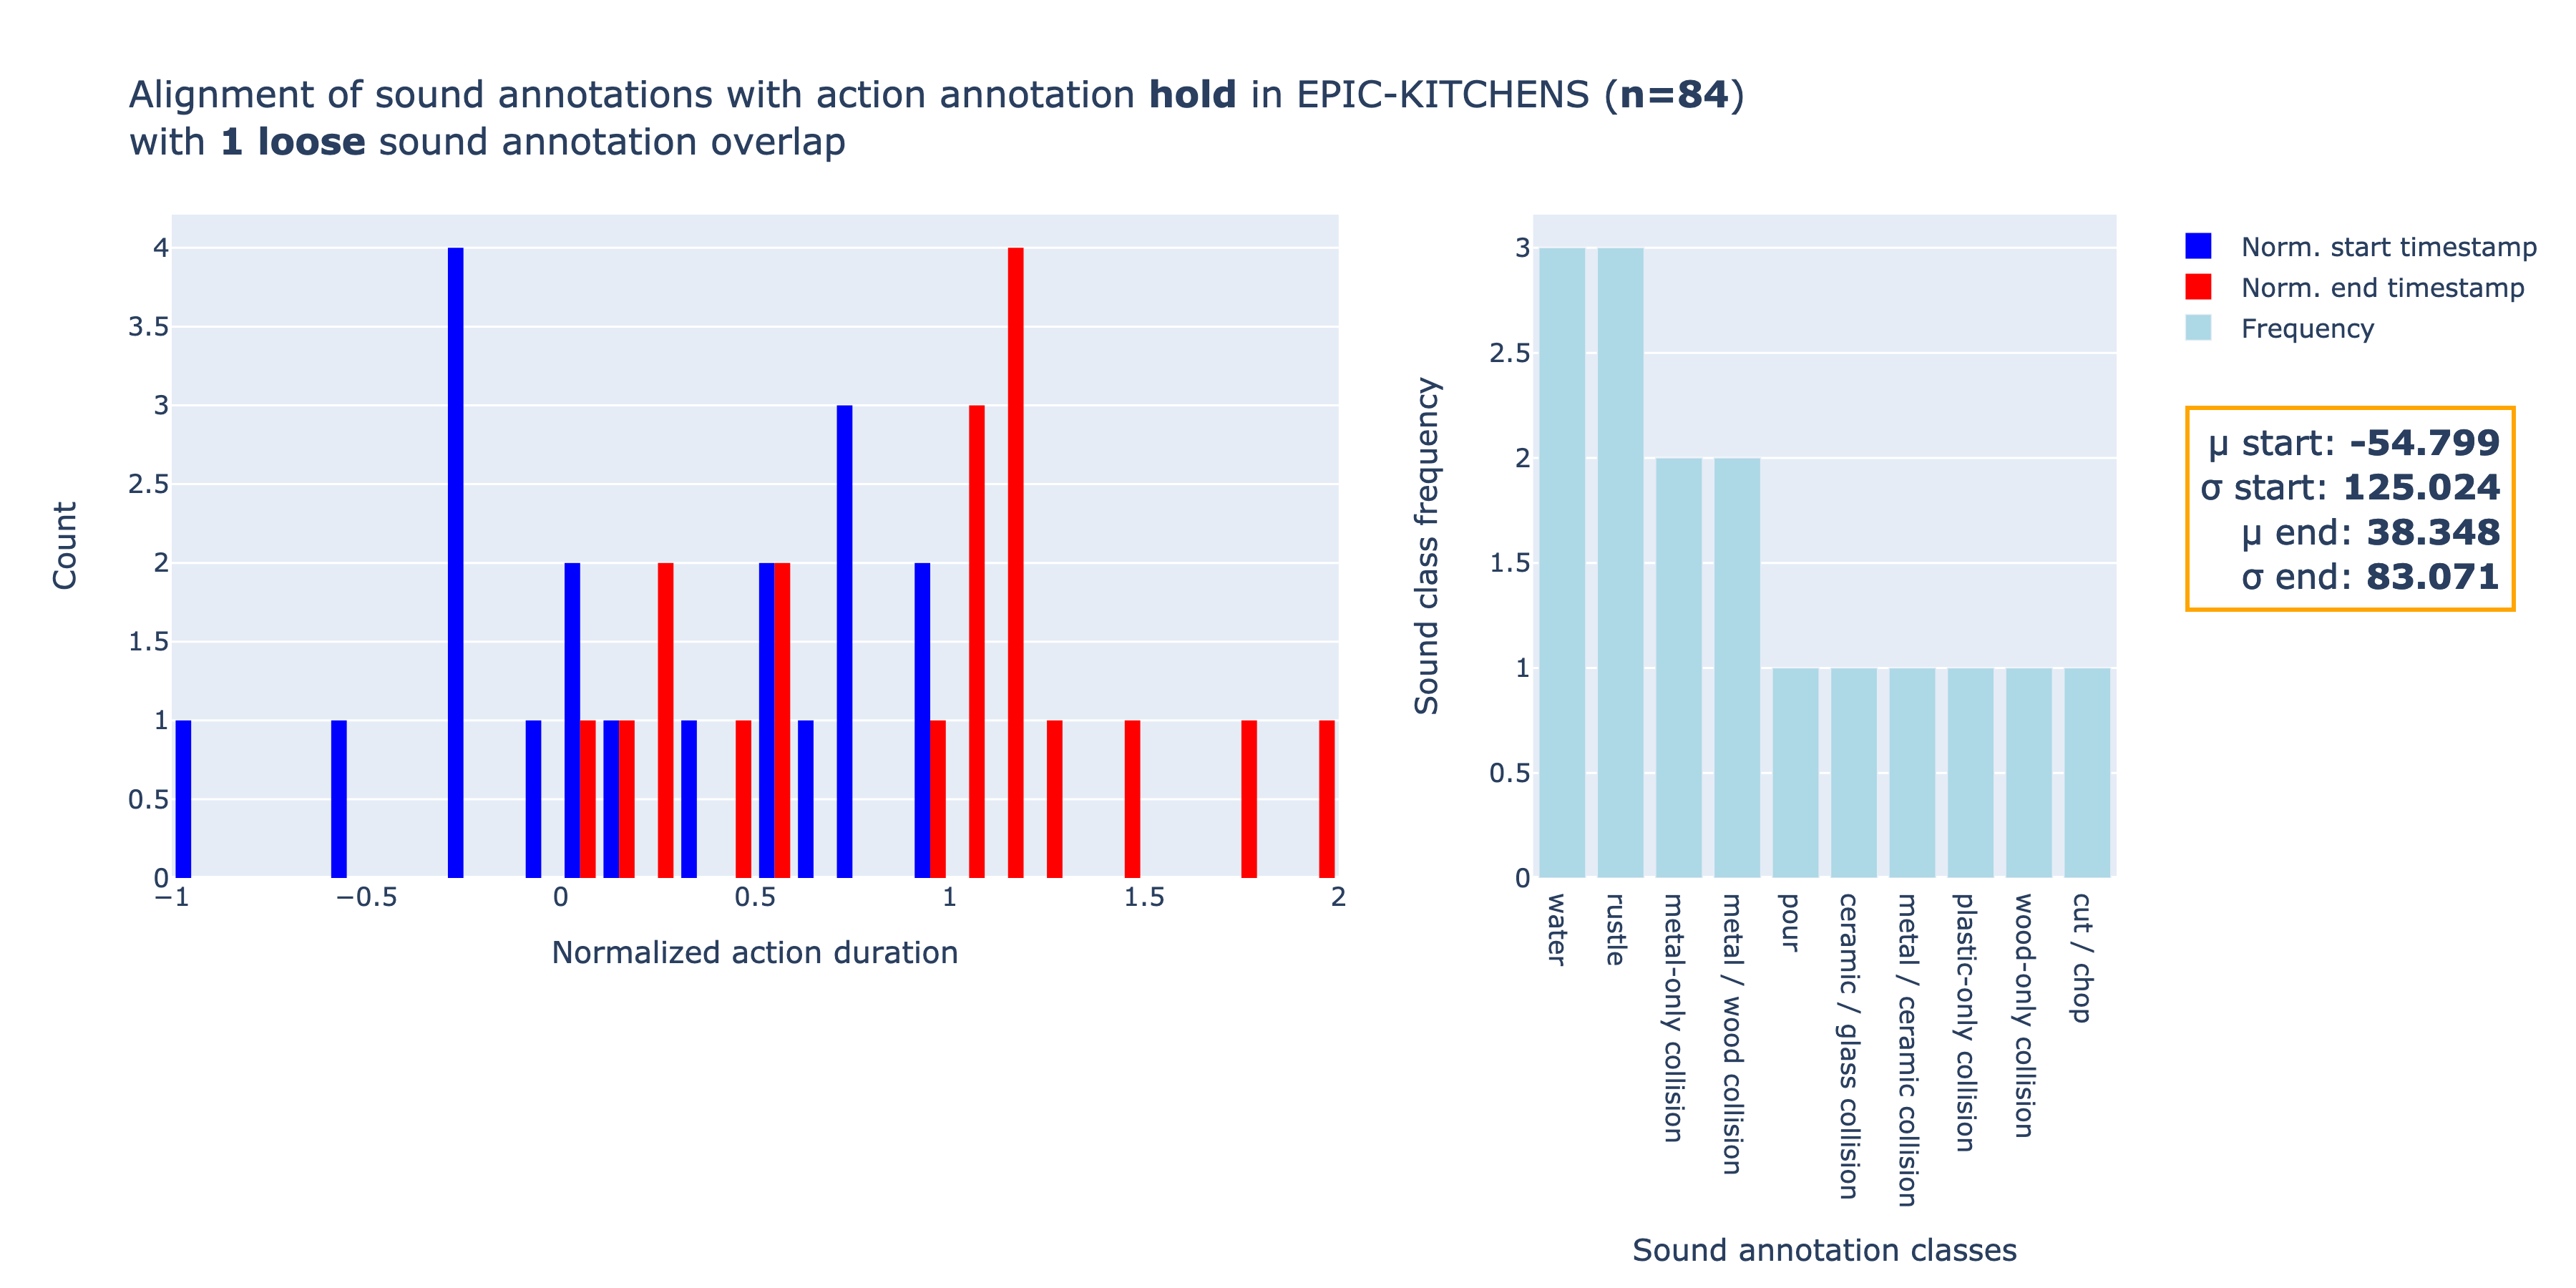 Alignment of sound annotations with action annotation hold in EPIC-KITCHENS (n=84)
with 1 loose sound annotation overlap
Count
4
3.5
3
2.5
2
1.5
1
0.5
0
−1
−0.5
0
0.5
1
1.5
2
Normalized action duration
Sound class frequency
3
2.5
2
1.5
1
0.5
0
water
rustle
metal-only collision
metal / wood collision
pour
ceramic / glass collision
metal / ceramic collision
plastic-only collision
wood-only collision
cut / chop
Sound annotation classes
Norm. start timestamp
Norm. end timestamp
Frequency
μ start: -54.799
σ start: 125.024
μ end: 38.348
σ end: 83.071